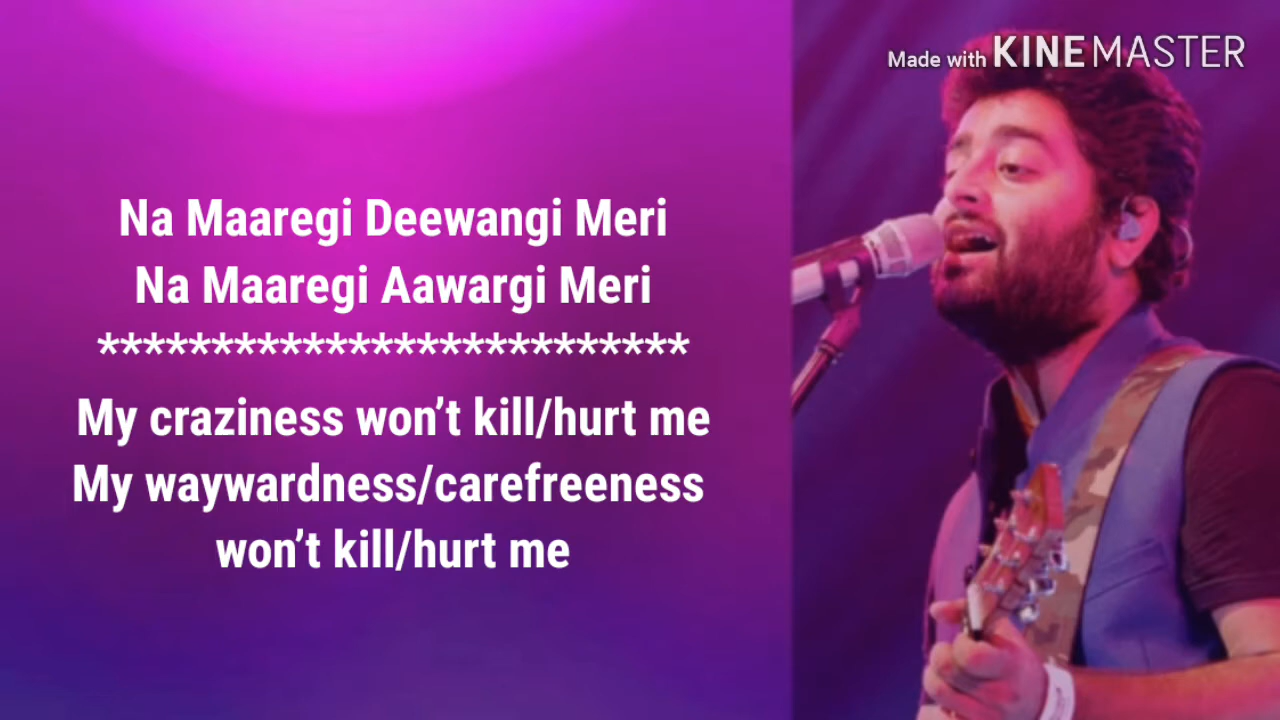 Made with KINEMASTER
Na Maaregi Deewangi Meri
Na Maaregi Aawargi Meri
**************************
My craziness won’t kill/hurt me
My waywardness/carefreeness
won’t kill/hurt me